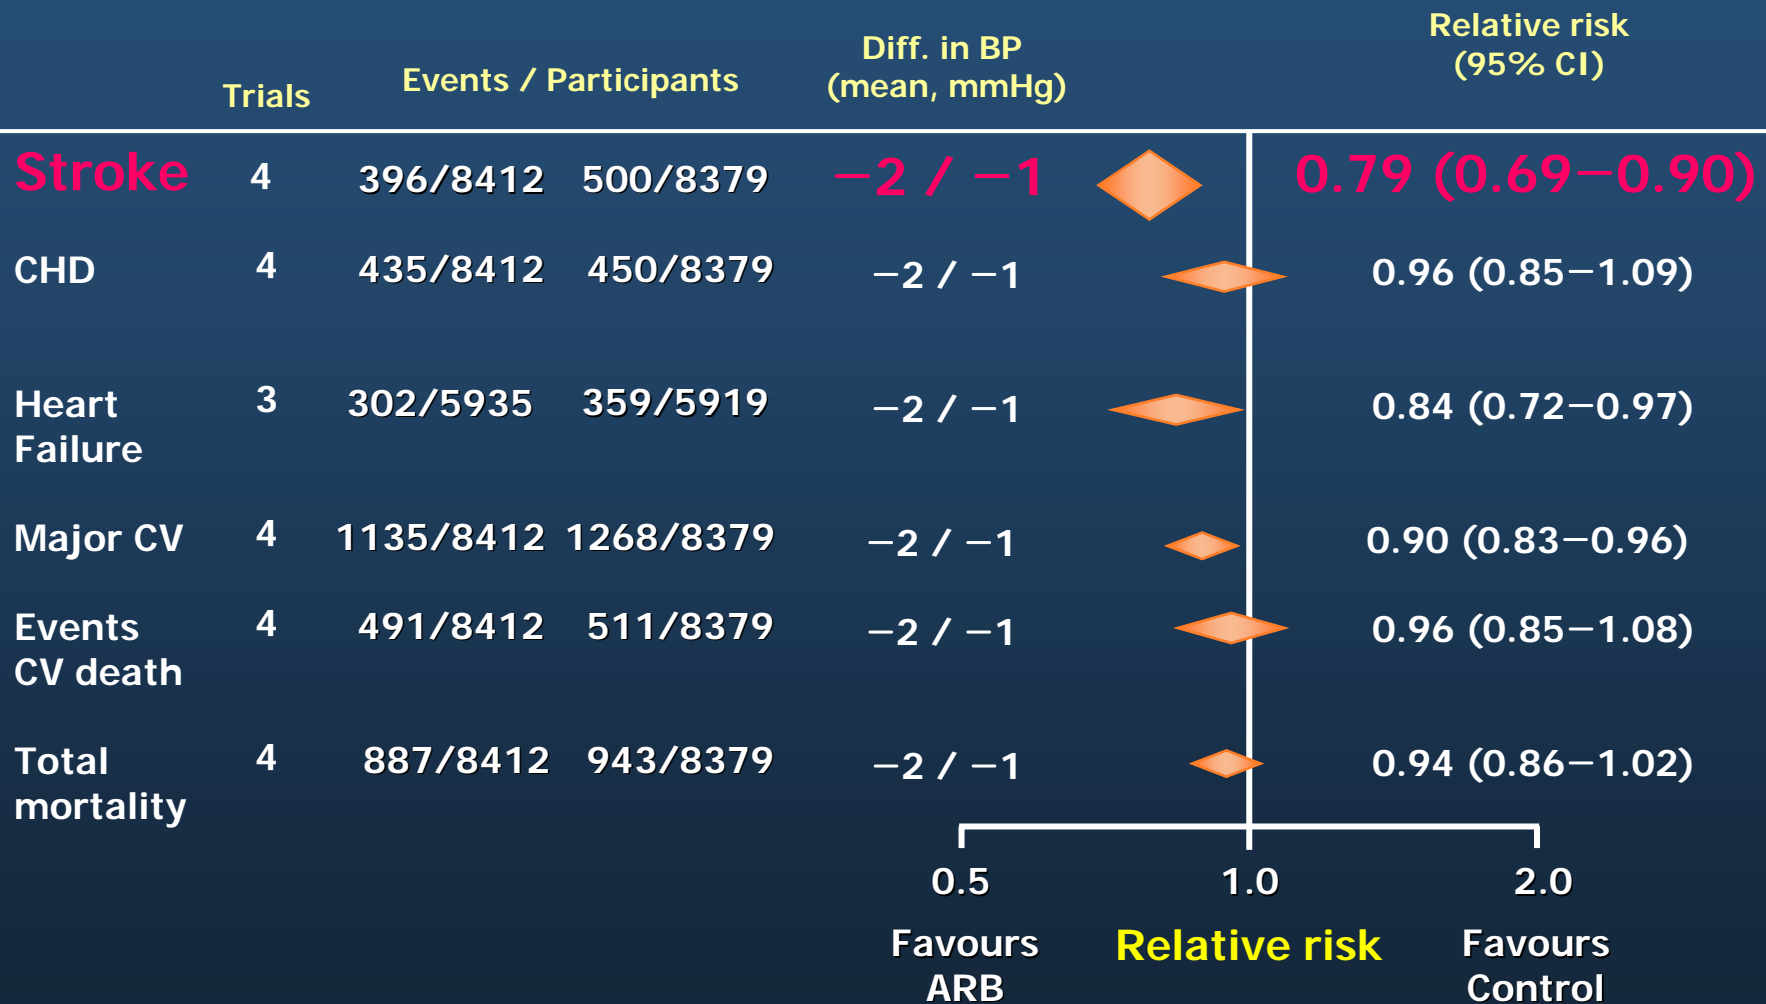 Trials Events / Participants Diff. in BP Relative risk
(mean, mmHg) (95% CI)
Stroke 4 396/8412 500/8379 −2 / −1 0.79 (0.69−0.90)
CHD 4 435/8412 450/8379 −2 / −1 0.96 (0.85−1.09)
Heart 3 302/5935 359/5919 −2 / −1 0.84 (0.72−0.97)
Failure
Major CV 4 1135/8412 1268/8379 −2 / −1 0.90 (0.83−0.96)
Events 4 491/8412 511/8379 −2 / −1 0.96 (0.85−1.08)
CV death
Total 4 887/8412 943/8379 −2 / −1 0.94 (0.86−1.02)
mortality
0.5 1.0 2.0
Favours Relative risk Favours
ARB Control